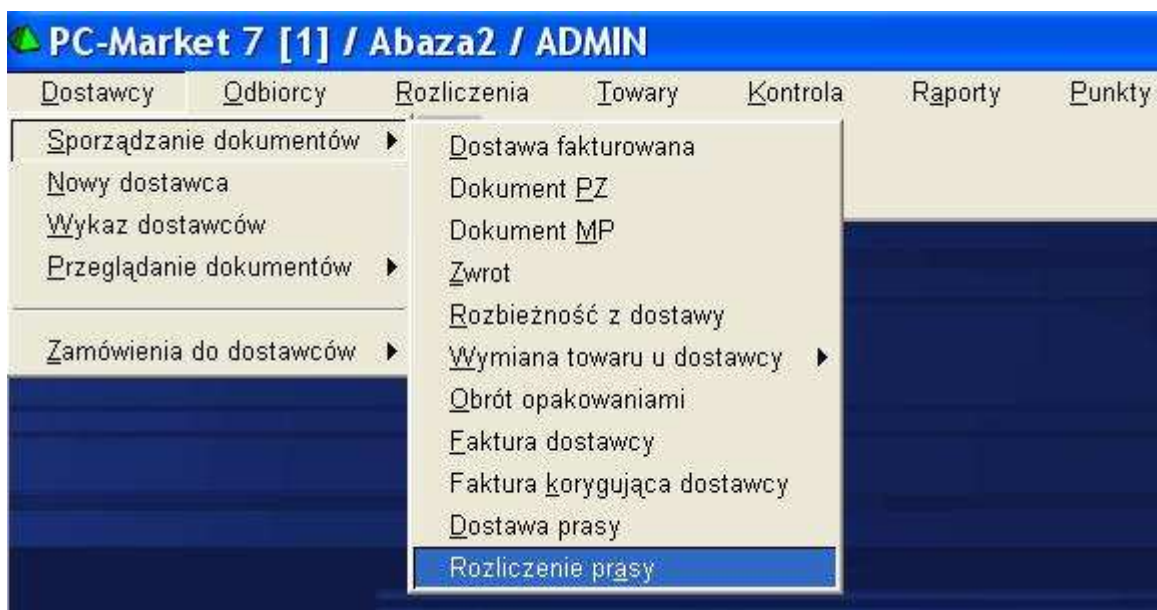 PC-Market 7 [1] / Abaza2 / ADMIN
Dostawcy Odbiorcy Rozliczenia Towary Kontrola Raporty Punkty
Sporządzanie dokumentów
Nowy dostawca
Wykaz dostawców
Przeglądanie dokumentów
Zamówienia do dostawców
Dostawa fakturowana
Dokument PZ
Dokument MP
Zwrot
Rozbieżność z dostawy
Wymiana towaru u dostawcy
Obrót opakowaniami
Faktura dostawcy
Faktura korygująca dostawcy
Dostawa prasy
Rozliczenie prasy